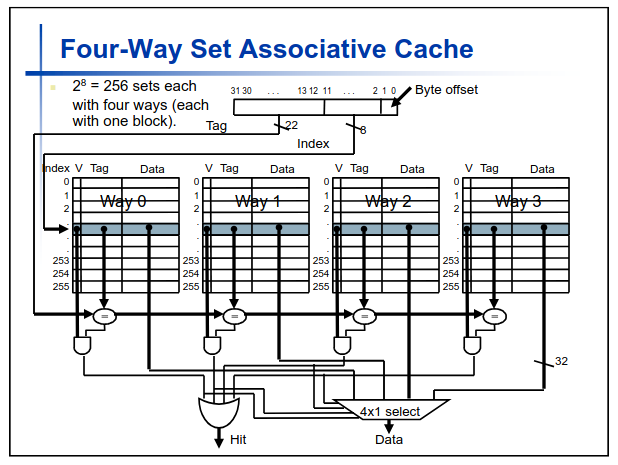 Four-Way Set Associative Cache
2⁸ = 256 sets each
with four ways (each
with one block).
31 30 ... 13 12 11 ... 2 1 0
Byte offset
Tag
22
8
Index
Index V Tag Data V Tag Data V Tag Data V Tag Data
0 0 0 0
1 Way 0 1 Way 1 1 Way 2 1 Way 3
2 2 2 2
. . . .
. . . .
. . . .
253 253 253 253
254 254 254 254
255 255 255 255
= = = =
32
4x1 select
Hit Data